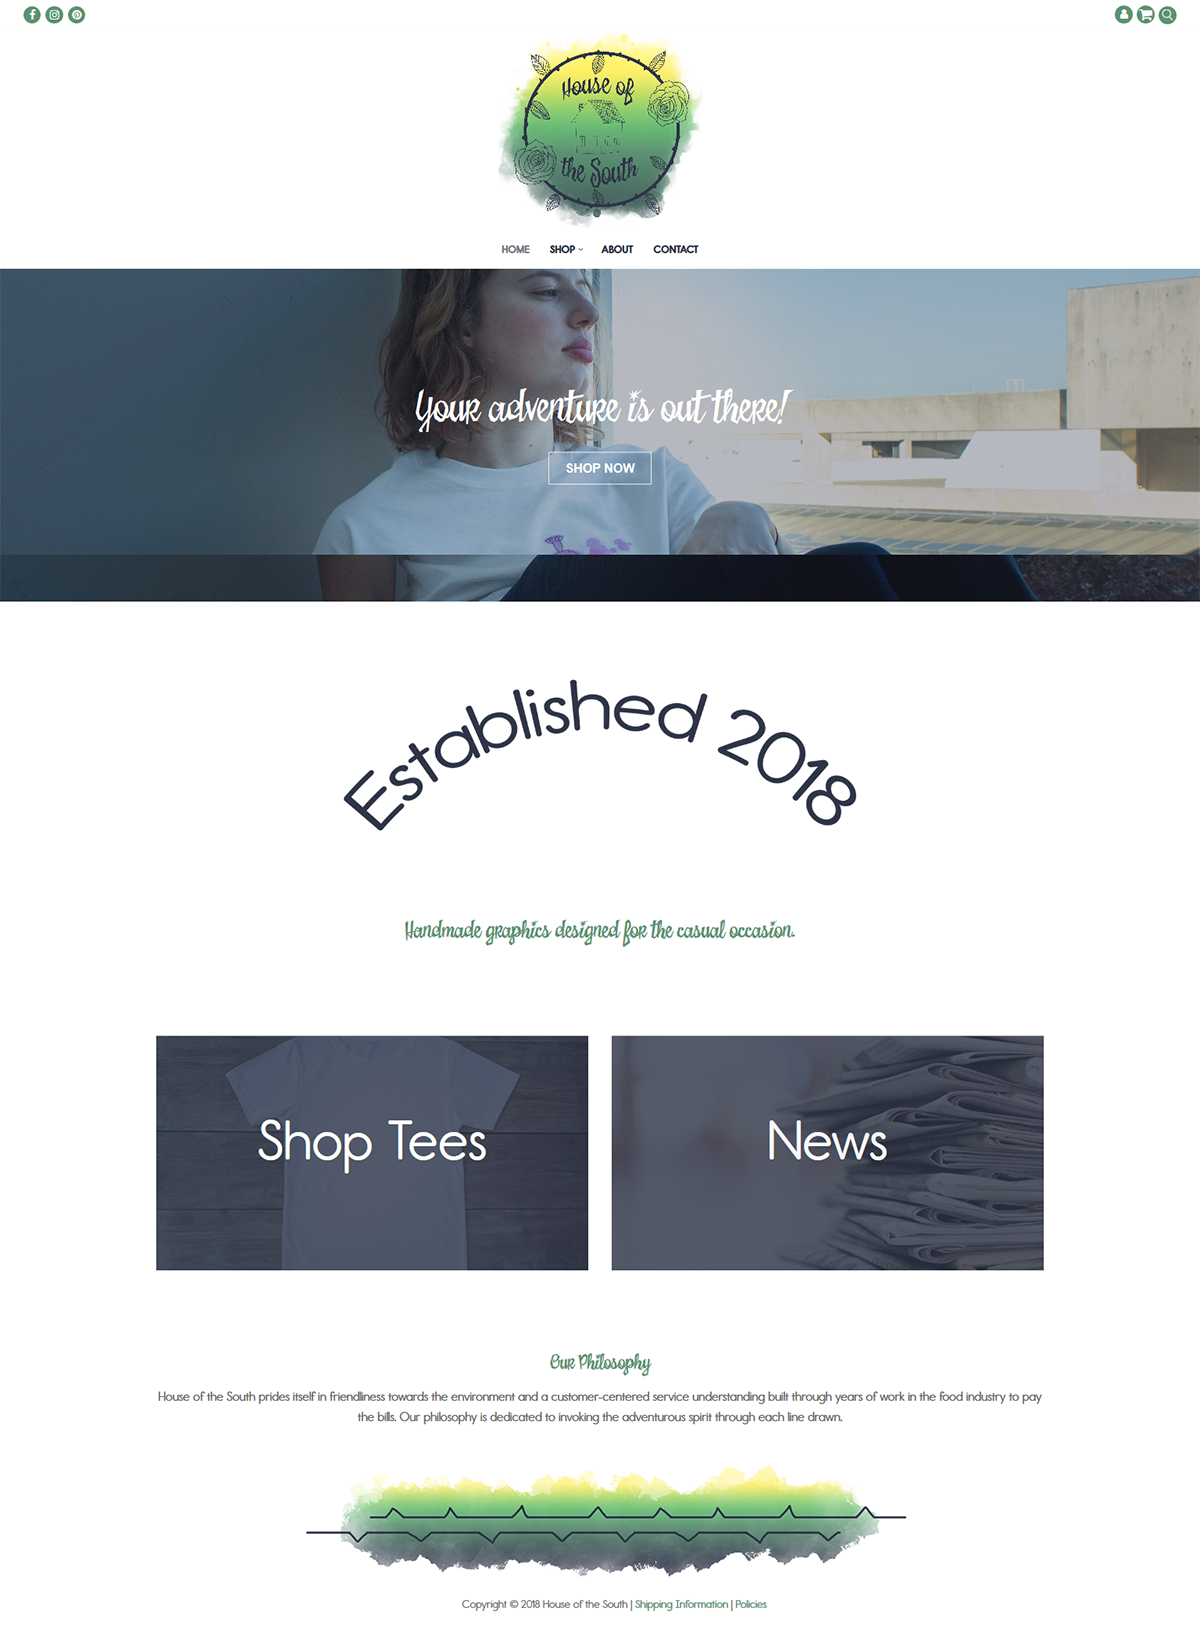 House of
the South
HOME SHOP ABOUT CONTACT
Your adventure is out there!
SHOP NOW
Established 2018
Handmade graphics designed for the casual occasion.
Shop Tees
News
Our Philosophy
House of the South prides itself in friendliness towards the environment and a customer-centered service understanding built through years of work in the food industry to pay
the bills. Our philosophy is dedicated to invoking the adventurous spirit through each line drawn.
Copyright © 2018 House of the South | Shipping Information | Policies